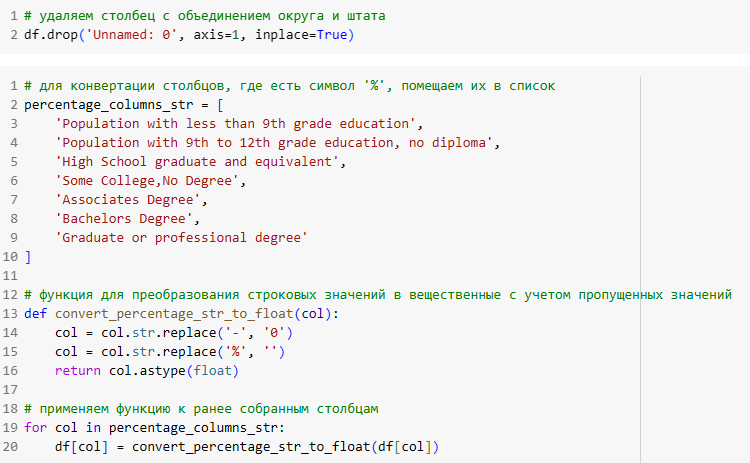 1 # удаляем столбец с объединением округа и штата
2 df.drop('Unnamed: 0', axis=1, inplace=True)
1 # для конвертации столбцов, где есть символ '%', помещаем их в список
2 percentage_columns_str = [
3     'Population with less than 9th grade education',
4     'Population with 9th to 12th grade education, no diploma',
5     'High School graduate and equivalent',
6     'Some College,No Degree',
7     'Associates Degree',
8     'Bachelors Degree',
9     'Graduate or professional degree'
10 ]
11
12 # функция для преобразования строковых значений в вещественные с учетом пропущенных значений
13 def convert_percentage_str_to_float(col):
14     col = col.str.replace('-', '0')
15     col = col.str.replace('%', '')
16     return col.astype(float)
17
18 # применяем функцию к ранее собранным столбцам
19 for col in percentage_columns_str:
20     df[col] = convert_percentage_str_to_float(df[col])